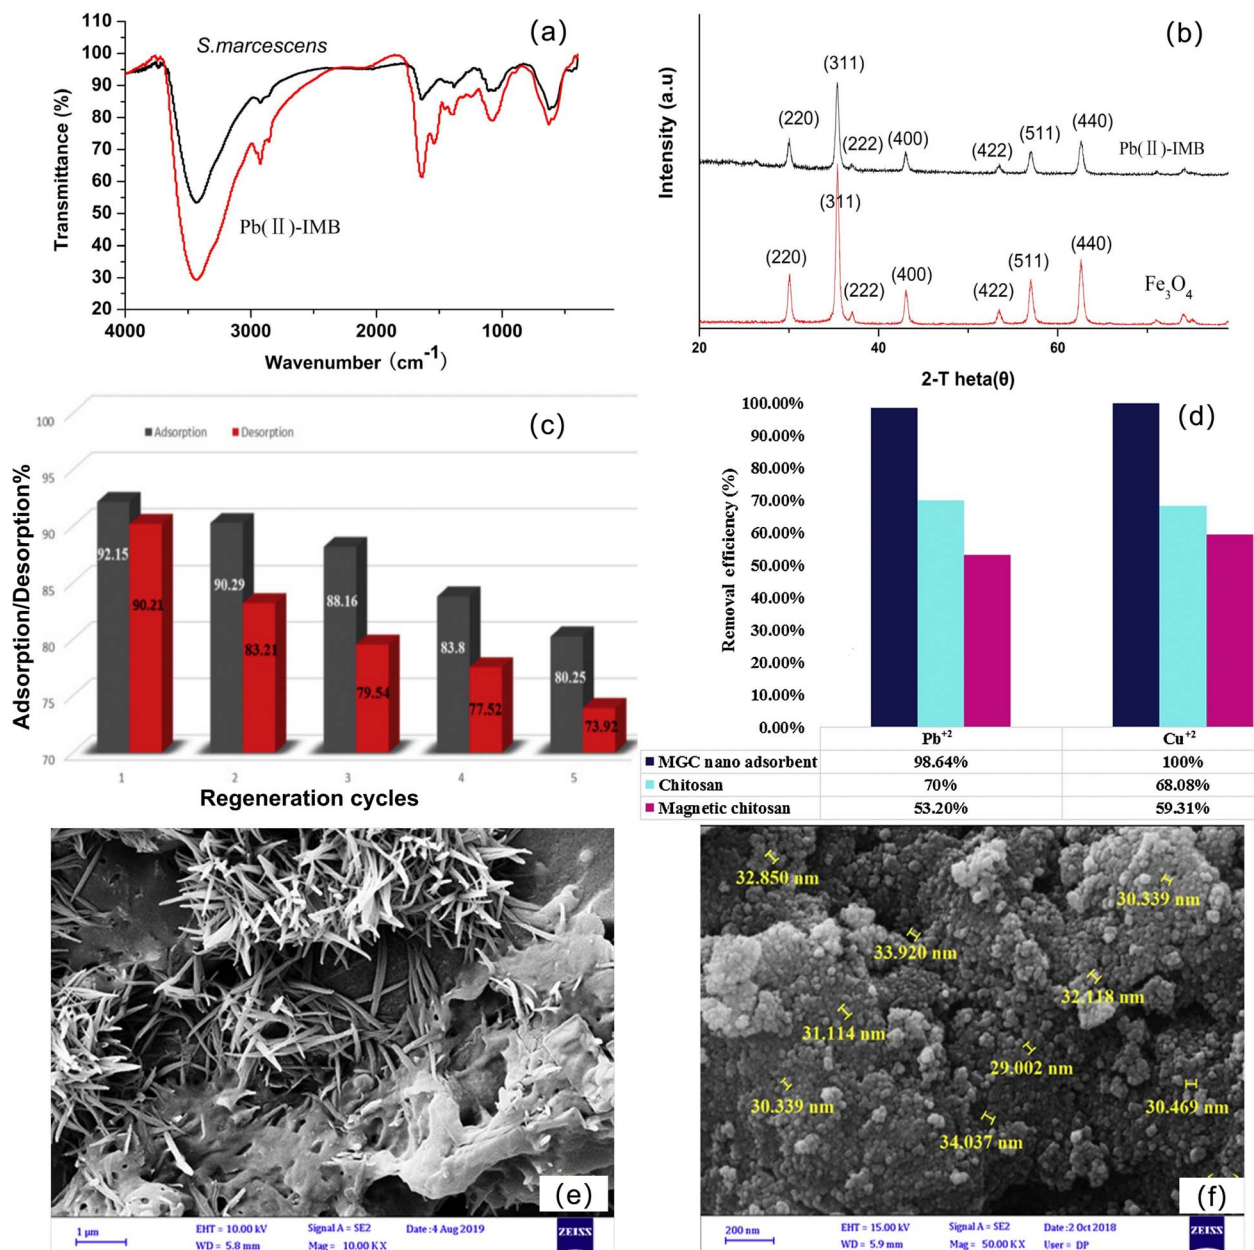 (a)
110
100
90
80
70
60
50
40
30
20
Transmittance (%)
S.marcescens
Pb(Ⅱ)-IMB
4000 3000 2000 1000
Wavenumber (cm-1)
(b)
Intensity (a.u)
(220) (311) (222) (400) (422) (511) (440)
Pb(Ⅱ)-IMB
(220) (311) (222) (400) (422) (511) (440)
Fe3O4
20 40 60
2-T heta(θ)
(c)
Adsorption Desorption
100
95
90
85
80
75
70
Adsorption/Desorption%
92.15 90.29 88.16 83.8 80.25
90.21 83.21 79.54 77.52 73.92
1 2 3 4 5
Regeneration cycles
(d)
100.00%
90.00%
80.00%
70.00%
60.00%
50.00%
40.00%
30.00%
20.00%
10.00%
0.00%
Removal efficiency (%)
Pb+2 Cu+2
MGC nano adsorbent 98.64% 100%
Chitosan 70% 68.08%
Magnetic chitosan 53.20% 59.31%
(e)
1 µm
EHT = 10.00 kV Signal A = SE2 Date :4 Aug 2019
WD = 5.8 mm Mag = 10.00 K X
ZEISS
32.850 nm
30.339 nm
33.920 nm
32.118 nm
31.114 nm
29.002 nm
30.339 nm
30.469 nm
34.037 nm
(f)
200 nm
EHT = 15.00 kV Signal A = SE2 Date :2 Oct 2018
WD = 5.9 mm Mag = 50.00 K X User = DP
ZEISS